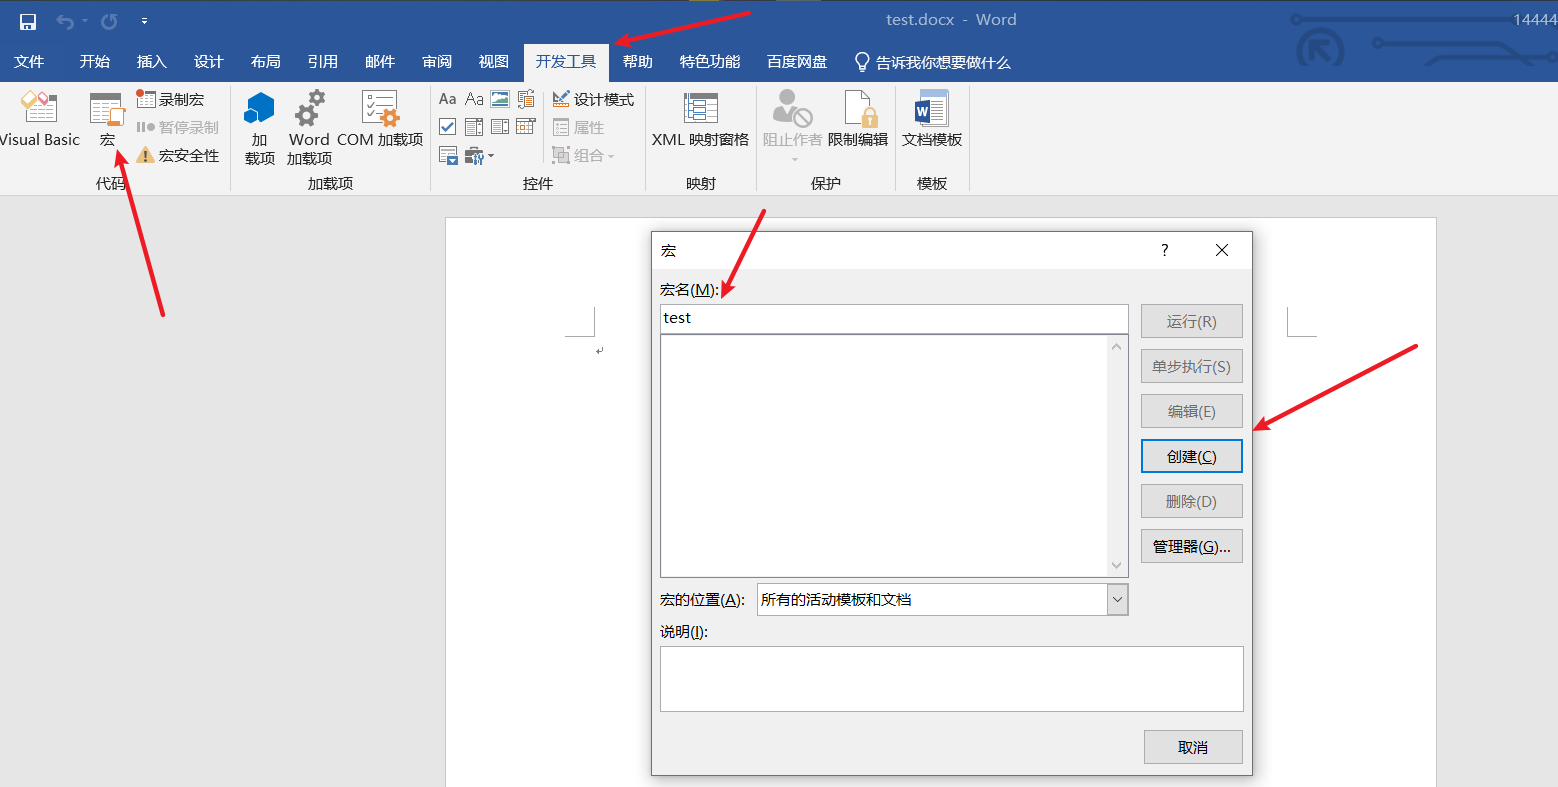 test.docx - Word
14444
文件 开始 插入 设计 布局 引用 邮件 审阅 视图 开发工具 帮助 特色功能 百度网盘 告诉我你想要做什么
Visual Basic
宏
录制宏
暂停录制
宏安全性
代码
加
载项
Word
加载项
COM 加载项
加载项
Aa Aa
设计模式
属性
组合
控件
XML 映射窗格
映射
阻止作者
限制编辑
保护
文档模板
模板
宏
?
宏名(M):
test
运行(R)
单步执行(S)
编辑(E)
创建(C)
删除(D)
管理器(G)...
宏的位置(A): 所有的活动模板和文档
说明(I):
取消